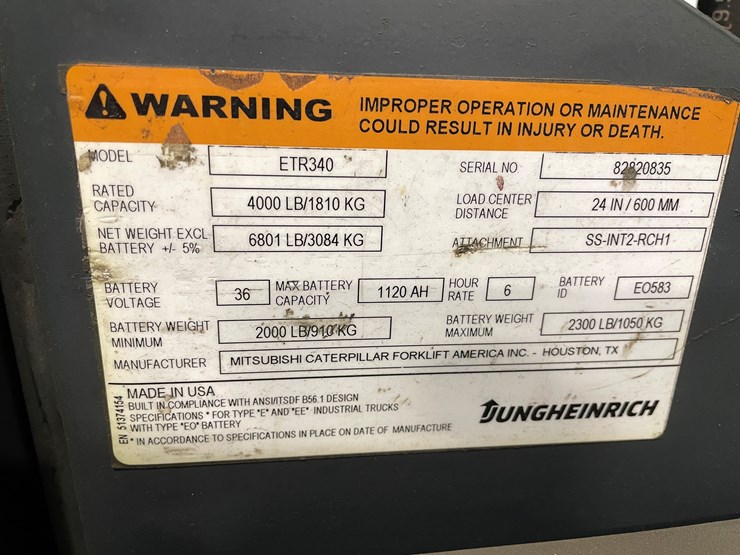 WARNING
IMPROPER OPERATION OR MAINTENANCE
COULD RESULT IN INJURY OR DEATH.
MODEL ETR340 SERIAL NO 82820835
RATED
CAPACITY 4000 LB/1810 KG
LOAD CENTER
DISTANCE 24 IN / 600 MM
NET WEIGHT EXCL
BATTERY +/- 5% 6801 LB/3084 KG ATTACHMENT SS-INT2-RCH1
BATTERY
VOLTAGE 36
MAX BATTERY
CAPACITY 1120 AH
HOUR
RATE 6
BATTERY
ID EO583
BATTERY WEIGHT
MINIMUM 2000 LB/910 KG
BATTERY WEIGHT
MAXIMUM 2300 LB/1050 KG
MANUFACTURER MITSUBISHI CATERPILLAR FORKLIFT AMERICA INC. - HOUSTON, TX
EN 51374154
MADE IN USA
BUILT IN COMPLIANCE WITH ANSI/ITSDF B56.1 DESIGN
SPECIFICATIONS * FOR TYPE "E" AND "EE" INDUSTRIAL TRUCKS
WITH TYPE "EO" BATTERY
* IN ACCORDANCE TO SPECIFICATIONS IN PLACE ON DATE OF MANUFACTURE
JUNGHEINRICH